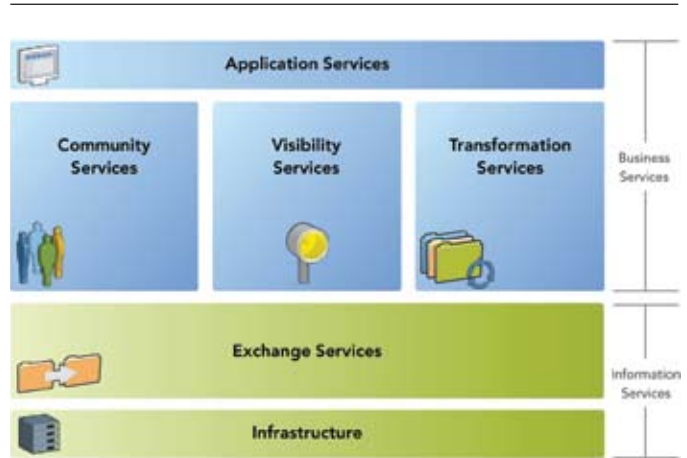 Application Services
Community
Services
Visibility
Services
Transformation
Services
Business
Services
Exchange Services
Information
Services
Infrastructure